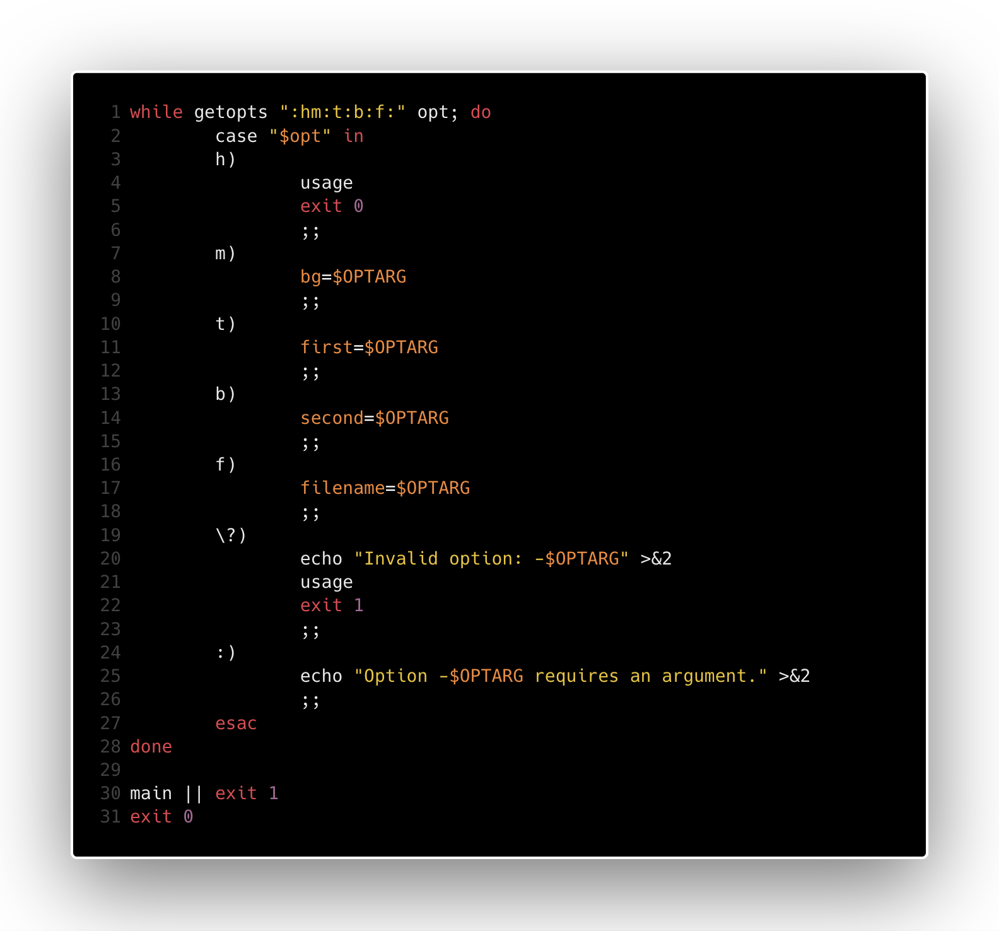 1 while getopts ":hm:t:b:f:" opt; do
2         case "$opt" in
3         h)
4                 usage
5                 exit 0
6                 ;;
7         m)
8                 bg=$OPTARG
9                 ;;
10         t)
11                 first=$OPTARG
12                 ;;
13         b)
14                 second=$OPTARG
15                 ;;
16         f)
17                 filename=$OPTARG
18                 ;;
19         \?)
20                 echo "Invalid option: -$OPTARG" >&2
21                 usage
22                 exit 1
23                 ;;
24         :)
25                 echo "Option -$OPTARG requires an argument." >&2
26                 ;;
27         esac
28 done
29
30 main || exit 1
31 exit 0